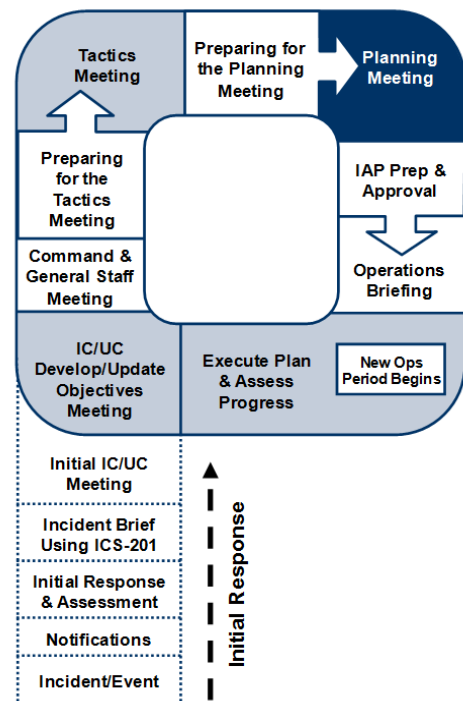 Tactics
Meeting
Preparing for
the Planning
Meeting
Planning
Meeting
Preparing
for the
Tactics
Meeting
IAP Prep &
Approval
Command &
General Staff
Meeting
Operations
Briefing
IC/UC
Develop/Update
Objectives
Meeting
Execute Plan
& Assess
Progress
New Ops
Period Begins
Initial IC/UC
Meeting
Incident Brief
Using ICS-201
Initial Response
& Assessment
Notifications
Incident/Event
Initial Response